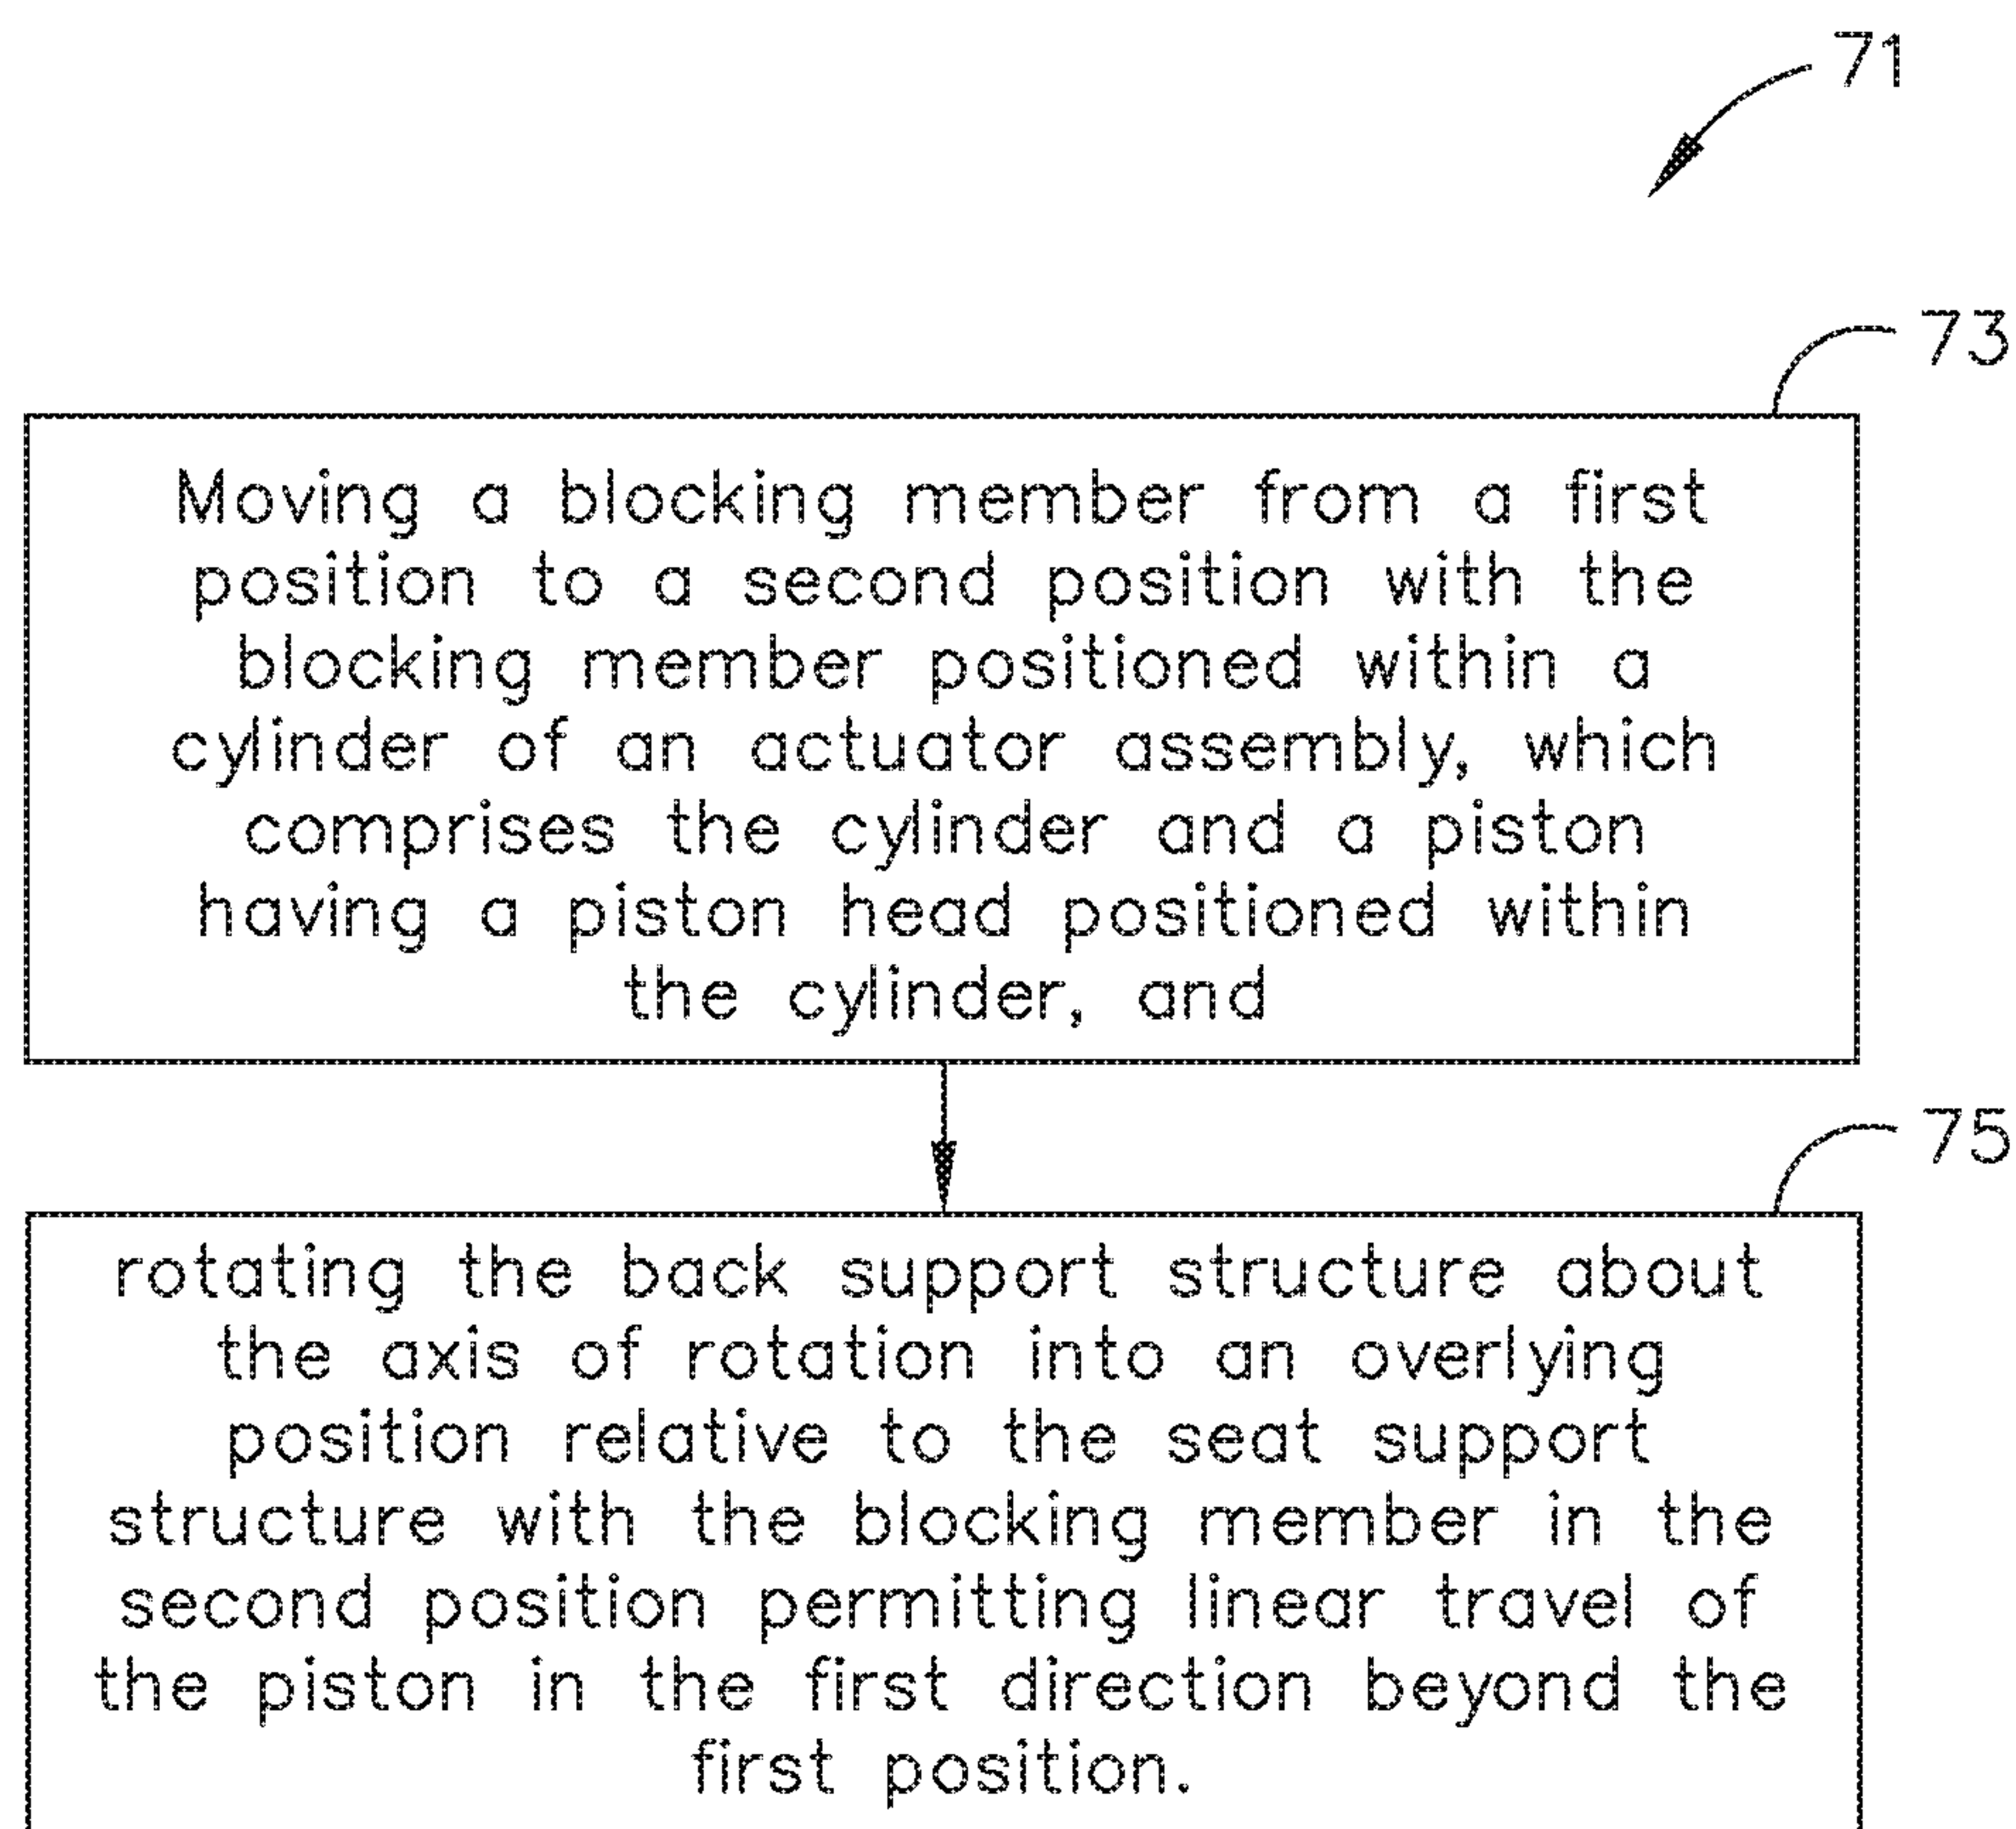 71
73
Moving a blocking member from a first
position to a second position with the
blocking member positioned within a
cylinder of an actuator assembly, which
comprises the cylinder and a piston
having a piston head positioned within
the cylinder, and
75
rotating the back support structure about
the axis of rotation into an overlying
position relative to the seat support
structure with the blocking member in the
second position permitting linear travel of
the piston in the first direction beyond the
first position.